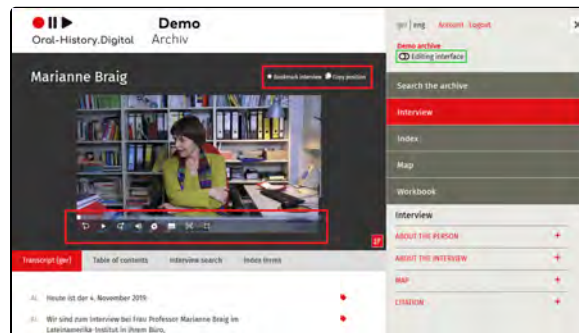 Oral-History.Digital
Demo
Archiv
Marianne Braig
Bookmark interview
Copy position
Transcript (ger)
Table of contents
Interview search
Index items
AL Heute ist der 4. November 2019.
AL Wir sind zum Interview bei Frau Professor Marianne Braig im
Lateinamerika-Institut in ihrem Büro.
ger | eng Account Logout
Demo archive
Editing interface
Search the archive
Interview
Index
Map
Workbook
Interview
ABOUT THE PERSON +
ABOUT THE INTERVIEW +
MAP +
CITATION +